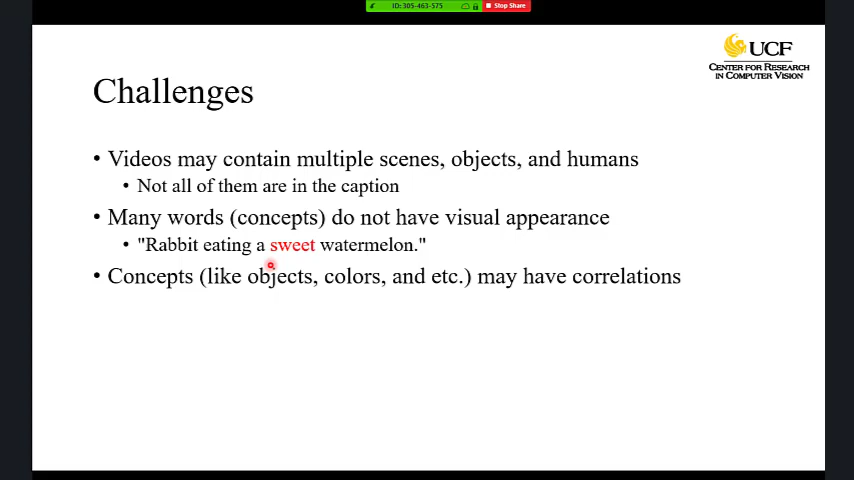 ID: 305-463-575
Stop Share
UCF
CENTER FOR RESEARCH
IN COMPUTER VISION
Challenges
• Videos may contain multiple scenes, objects, and humans
• Not all of them are in the caption
• Many words (concepts) do not have visual appearance
• "Rabbit eating a sweet watermelon."
• Concepts (like objects, colors, and etc.) may have correlations